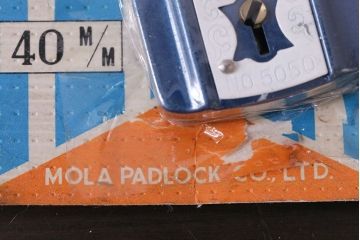 40 M/M
NO 5050
MOLA PADLOCK CO., LTD.